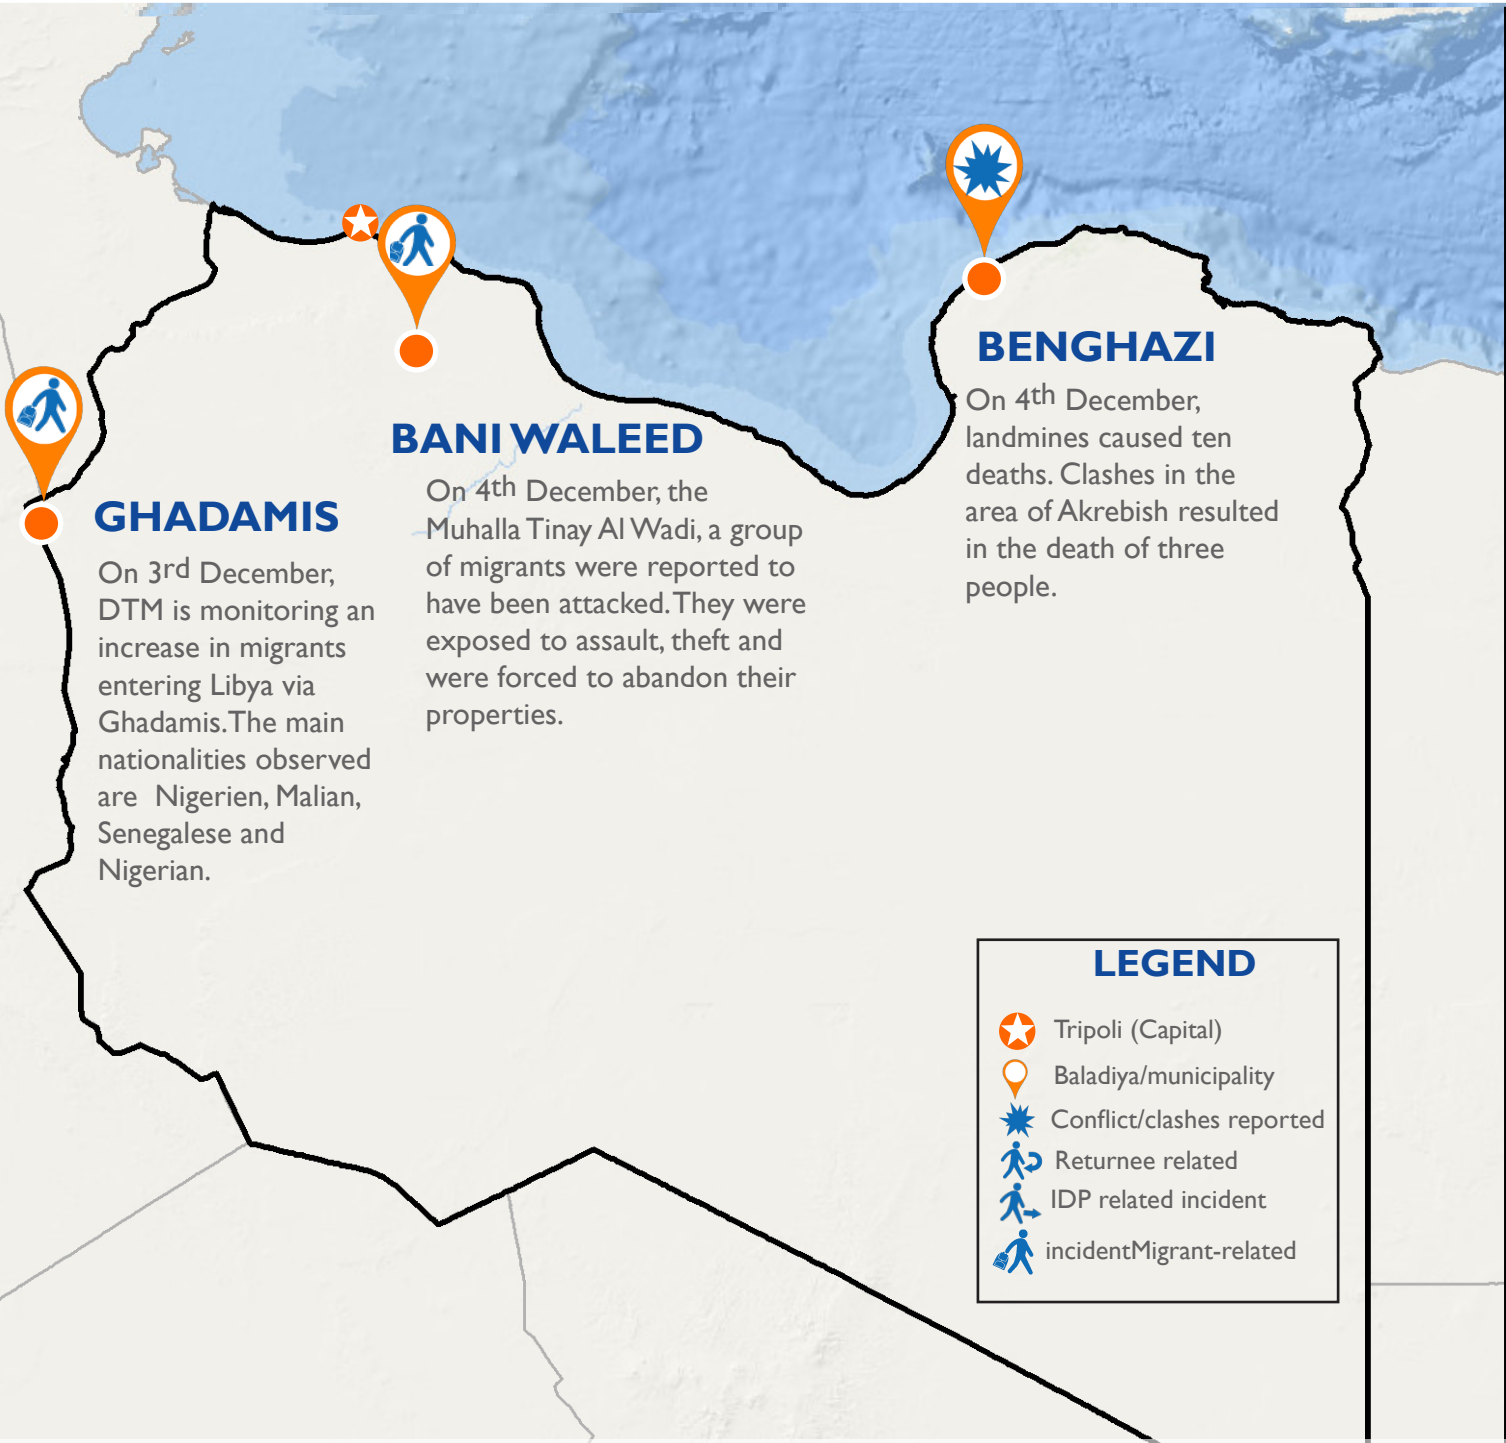 BENGHAZI
On 4th December,
landmines caused ten
deaths. Clashes in the
area of Akrebish resulted
in the death of three
people.
BANI WALEED
On 4th December, the
Muhalla Tinay Al Wadi, a group
of migrants were reported to
have been attacked. They were
exposed to assault, theft and
were forced to abandon their
properties.
GHADAMIS
On 3rd December,
DTM is monitoring an
increase in migrants
entering Libya via
Ghadamis. The main
nationalities observed
are Nigerien, Malian,
Senegalese and
Nigerian.
LEGEND
Tripoli (Capital)
Baladiya/municipality
Conflict/clashes reported
Returnee related
IDP related incident
incidentMigrant-related